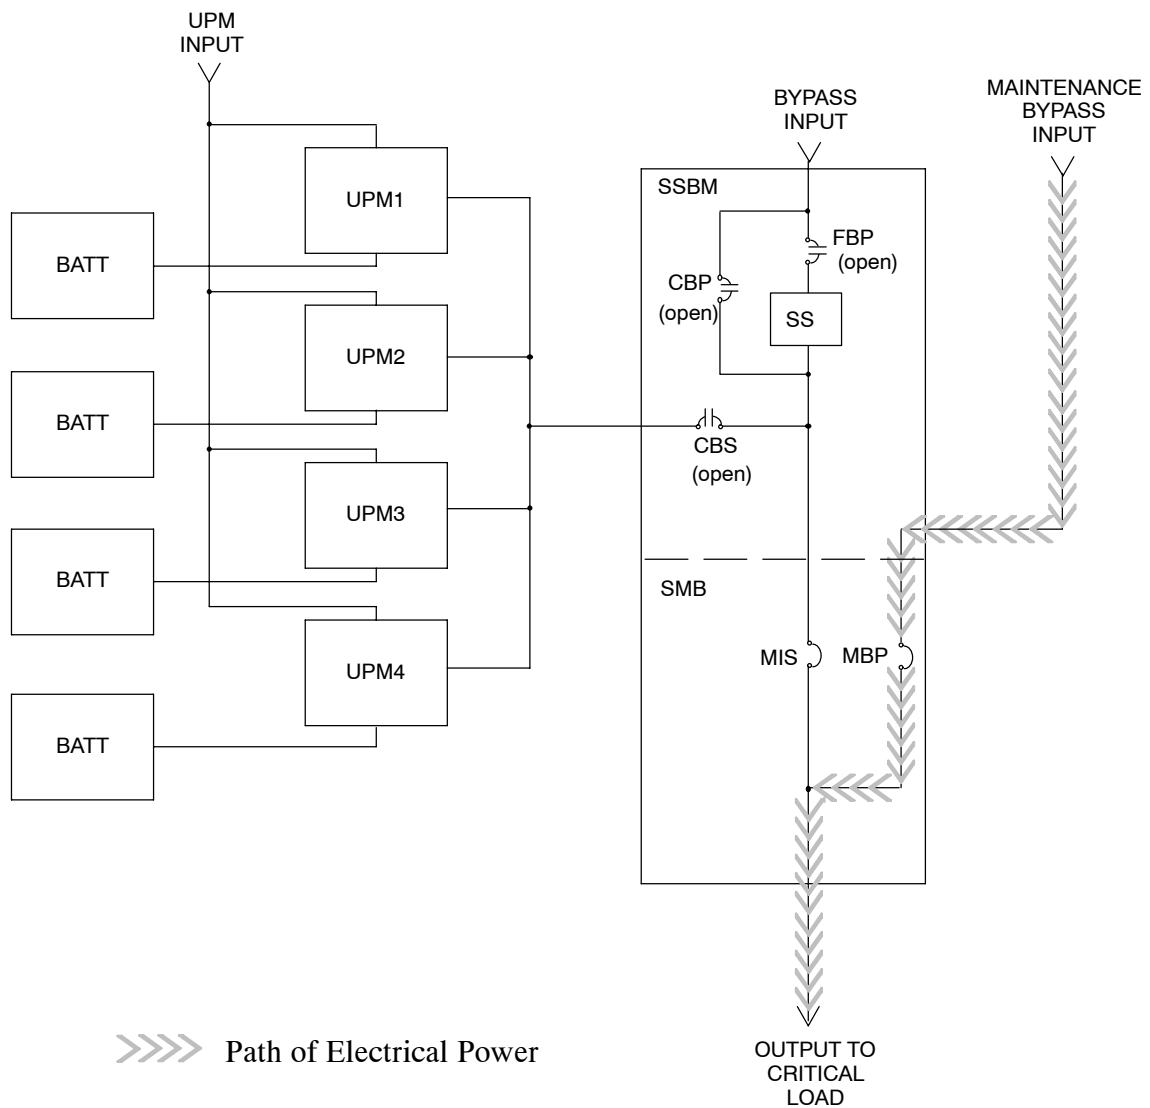 UPM
INPUT
BYPASS
INPUT
MAINTENANCE
BYPASS
INPUT
SSBM
UPM1
BATT
FBP
(open)
CBP
(open)
SS
UPM2
BATT
CBS
(open)
UPM3
BATT
SMB
MIS
MBP
UPM4
BATT
Path of Electrical Power
OUTPUT TO
CRITICAL
LOAD